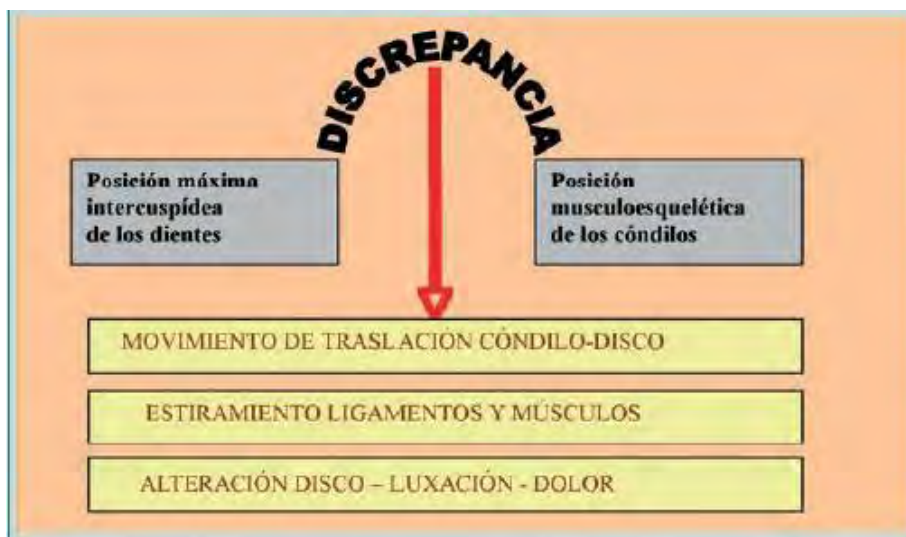 DISCREPANCIA
Posición máxima
intercuspídea
de los dientes
Posición
musculoesquelética
de los cóndilos
MOVIMIENTO DE TRASLACIÓN CÓNDILO-DISCO
ESTIRAMIENTO LIGAMENTOS Y MÚSCULOS
ALTERACIÓN DISCO – LUXACIÓN - DOLOR